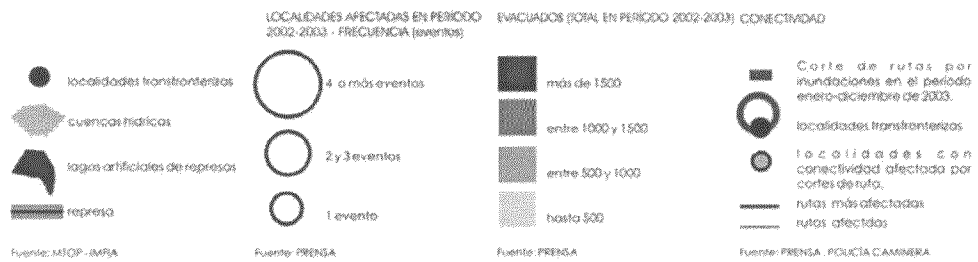 LOCALIDADES AFECTADAS EN PERÍODO
2002-2003 - FRECUENCIA (eventos)
EVACUADOS (TOTAL EN PERÍODO 2002-2003)
CONECTIVIDAD
localidades transfronterizas
cuencas hídricas
lagos artificiales de represas
represa
Fuente: MTOP - IMFIA
4 o más eventos
2 y 3 eventos
1 evento
Fuente: PRENSA
más de 1500
entre 1000 y 1500
entre 500 y 1000
hasta 500
Fuente: PRENSA
Corte de rutas por
inundaciones en el período
enero-diciembre de 2003.
localidades transfronterizas
localidades con
conectividad afectada por
cortes de ruta.
rutas más afectadas
rutas afectdas
Fuente: PRENSA . POLICÍA CAMINERA